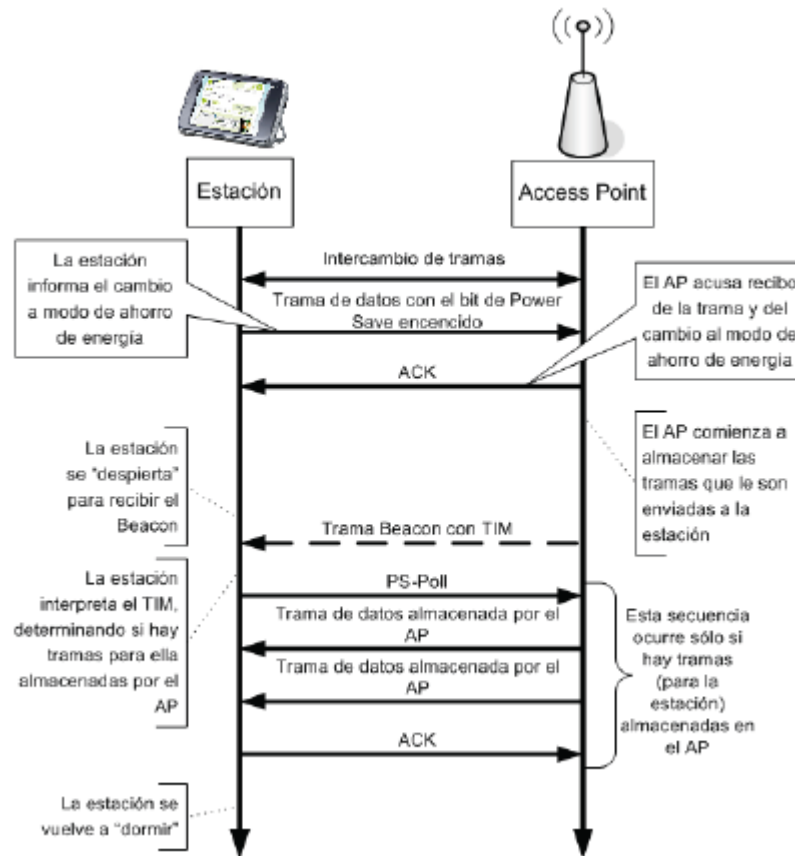 Estación
Access Point
Intercambio de tramas
La estación
informa el cambio
a modo de ahorro
de energía
Trama de datos con el bit de Power
Save encencido
El AP acusa recibo
de la trama y del
cambio al modo de
ahorro de energía
ACK
La estación
se "despierta"
para recibir el
Beacon
El AP comienza a
almacenar las
tramas que le son
enviadas a la
estación
Trama Beacon con TIM
La estación
interpreta el TIM,
determinando si hay
tramas para ella
almacenadas por el
AP
PS-Poll
Trama de datos almacenada por el
AP
Trama de datos almacenada por el
AP
ACK
Esta secuencia
ocurre sólo si
hay tramas
(para la
estación)
almacenadas en
el AP
La estación se
vuelve a "dormir"